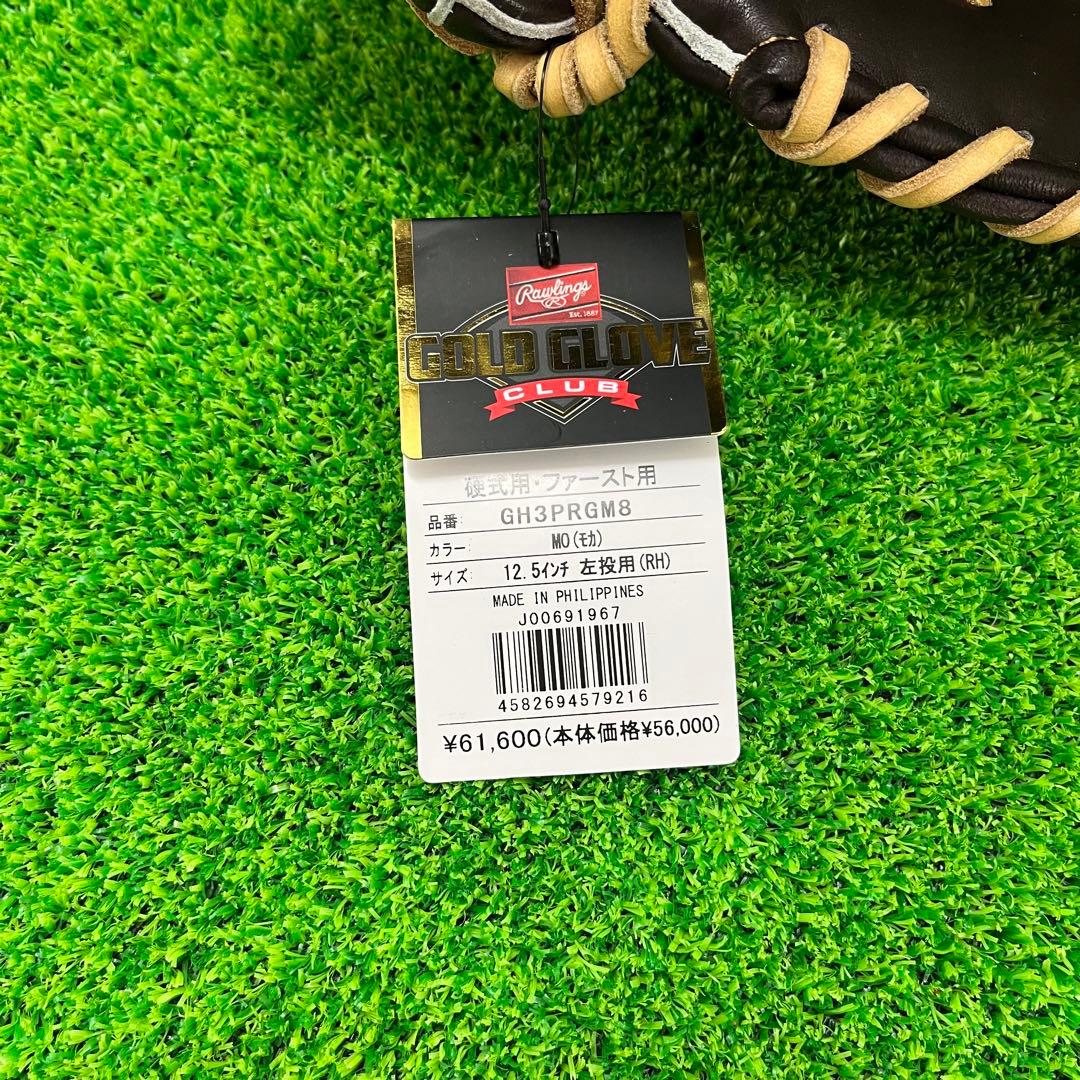 Rawlings
R
Est. 1887
GOLD GLOVE
CLUB
硬式用・ファースト用
品番: GH3PRGM8
カラー: MO(モカ)
サイズ: 12.5インチ 左投用(RH)
MADE IN PHILIPPINES
J00691967
4582694579216
¥61,600(本体価格¥56,000)